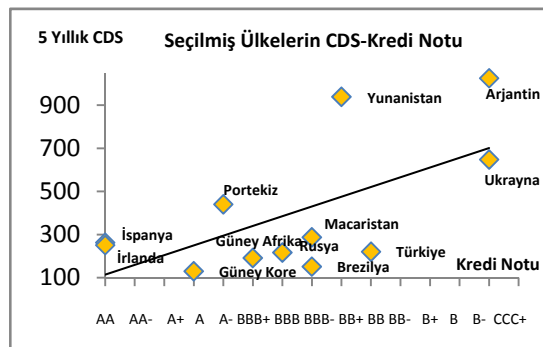 5 Yıllık CDS
Seçilmiş Ülkelerin CDS-Kredi Notu
900
700
500
300
100
Yunanistan
Arjantin
Ukrayna
Portekiz
Macaristan
İspanya
Güney Afrika
Rusya
Türkiye
İrlanda
Güney Kore
Brezilya
Kredi Notu
AA AA- A+ A A- BBB+ BBB BBB- BB+ BB BB- B+ B B- CCC+